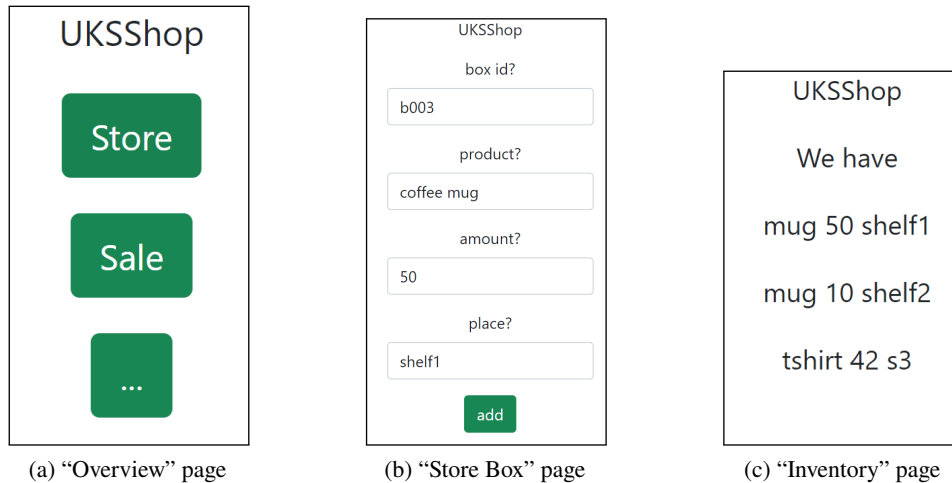 UKSShop
Store
Sale
...
(a) “Overview” page
UKSShop
box id?
b003
product?
coffee mug
amount?
50
place?
shelf1
add
(b) “Store Box” page
UKSShop
We have
mug 50 shelf1
mug 10 shelf2
tshirt 42 s3
(c) “Inventory” page